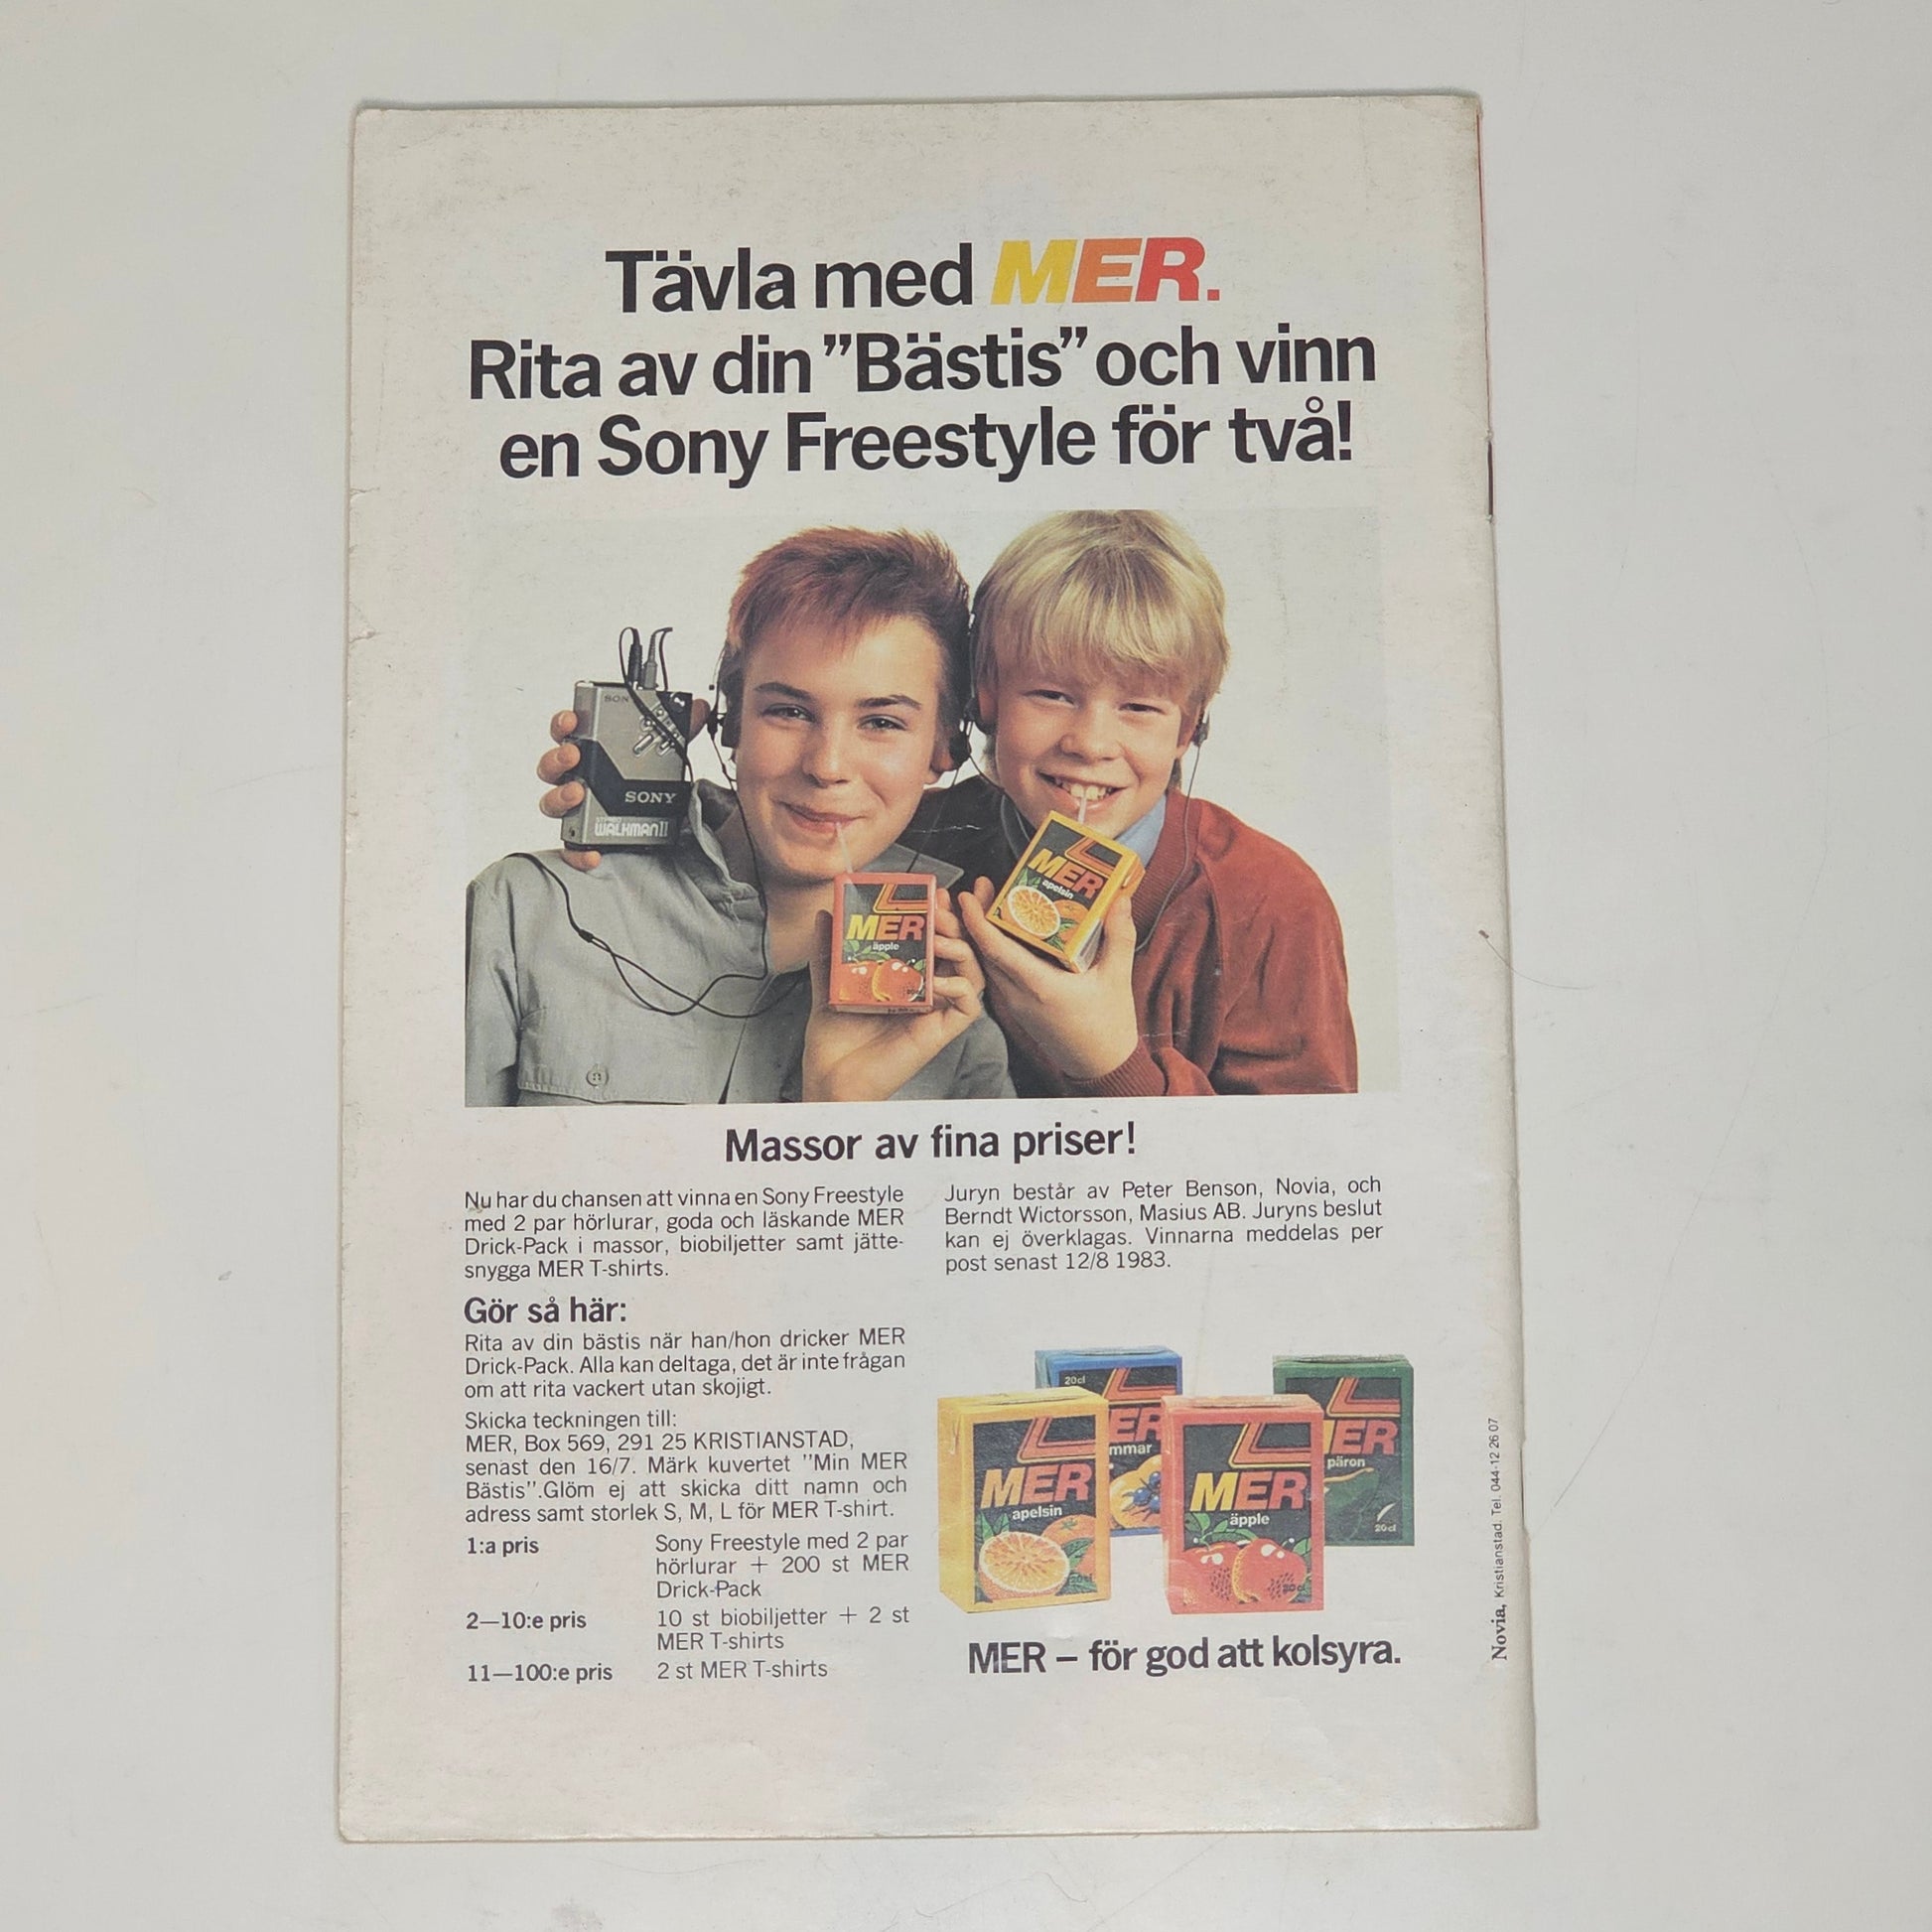 Tävla med MER.
Rita av din ”Bästis” och vinn
en Sony Freestyle för två!
SONY
SONY
WALKMAN II
MER
äpple
MER
apelsin
Massor av fina priser!
Nu har du chansen att vinna en Sony Freestyle
med 2 par hörlurar, goda och läskande MER
Drick-Pack i massor, biobiljetter samt jätte-
snygga MER T-shirts.
Gör så här:
Rita av din bästis när han/hon dricker MER
Drick-Pack. Alla kan deltaga, det är inte frågan
om att rita vackert utan skojigt.
Skicka teckningen till:
MER, Box 569, 291 25 KRISTIANSTAD,
senast den 16/7. Märk kuvertet ”Min MER
Bästis”.Glöm ej att skicka ditt namn och
adress samt storlek S, M, L för MER T-shirt.
1:a pris Sony Freestyle med 2 par
hörlurar + 200 st MER
Drick-Pack
2—10:e pris 10 st biobiljetter + 2 st
MER T-shirts
11—100:e pris 2 st MER T-shirts
Juryn består av Peter Benson, Novia, och
Berndt Wictorsson, Masius AB. Juryns beslut
kan ej överklagas. Vinnarna meddelas per
post senast 12/8 1983.
20 cl
ER
mmar
MER
päron
20 cl
MER
apelsin
MER
äpple
MER – för god att kolsyra.
Novia, Kristianstad. Tel. 044-12 26 07